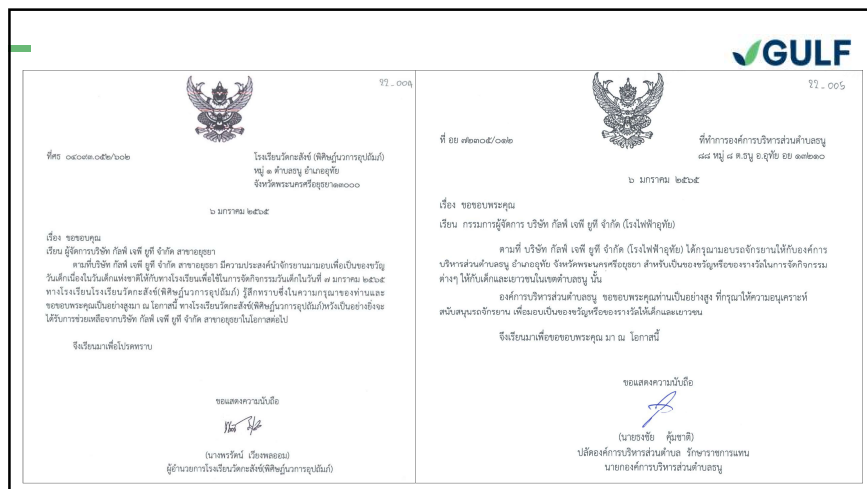 GULF
22-004
ที่ศธ ๐๔๐๙๓.๐๕๒/๖๐๒
โรงเรียนวัดกะสังข์ (พิศิษฏ์นวการอุปถัมภ์)
หมู่ ๑ ตำบลธนู อำเภออุทัย
จังหวัดพระนครศรีอยุธยา๑๓๐๐๐
๖ มกราคม ๒๕๖๕
เรื่อง ขอขอบคุณ
เรียน ผู้จัดการบริษัท กัลฟ์ เจพี ยูที จำกัด สาขาอยุธยา
ตามที่บริษัท กัลฟ์ เจพี ยูที จำกัด สาขาอยุธยา มีความประสงค์นำจักรยานมามอบเพื่อเป็นของขวัญ
วันเด็กเนื่องในวันเด็กแห่งชาติให้กับทางโรงเรียนเพื่อใช้ในการจัดกิจกรรมวันเด็กในวันที่ ๗ มกราคม ๒๕๖๕
ทางโรงเรียนโรงเรียนวัดกะสังข์(พิศิษฏ์นวการอุปถัมภ์) รู้สึกทราบซึ้งในความกรุณาของท่านและ
ขอขอบพระคุณเป็นอย่างสูงมา ณ โอกาสนี้ ทางโรงเรียนวัดกะสังข์(พิศิษฏ์นวการอุปถัมภ์)หวังเป็นอย่างยิ่งจะ
ได้รับการช่วยเหลือจากบริษัท กัลฟ์ เจพี ยูที จำกัด สาขาอยุธยาในโอกาสต่อไป
จึงเรียนมาเพื่อโปรดทราบ
ขอแสดงความนับถือ
(นางพรรัตน์ เวียงพลออม)
ผู้อำนวยการโรงเรียนวัดกะสังข์(พิศิษฏ์นวการอุปถัมภ์)
22-005
ที่ อย ๗๒๓๐๕/๐๑๒
ที่ทำการองค์การบริหารส่วนตำบลธนู
๘๘ หมู่ ๘ ต.ธนู อ.อุทัย อย ๑๓๒๑๐
๖ มกราคม ๒๕๖๕
เรื่อง ขอขอบพระคุณ
เรียน กรรมการผู้จัดการ บริษัท กัลฟ์ เจพี ยูที จำกัด (โรงไฟฟ้าอุทัย)
ตามที่ บริษัท กัลฟ์ เจพี ยูที จำกัด (โรงไฟฟ้าอุทัย) ได้กรุณามอบรถจักรยานให้กับองค์การ
บริหารส่วนตำบลธนู อำเภออุทัย จังหวัดพระนครศรีอยุธยา สำหรับเป็นของขวัญหรือของรางวัลในการจัดกิจกรรม
ต่างๆ ให้กับเด็กและเยาวชนในเขตตำบลธนู นั้น
องค์การบริหารส่วนตำบลธนู ขอขอบพระคุณท่านเป็นอย่างสูง ที่กรุณาให้ความอนุเคราะห์
สนับสนุนรถจักรยาน เพื่อมอบเป็นของขวัญหรือของรางวัลให้เด็กและเยาวชน
จึงเรียนมาเพื่อขอขอบพระคุณ มา ณ โอกาสนี้
ขอแสดงความนับถือ
(นายธงชัย คุ้มชาติ)
ปลัดองค์การบริหารส่วนตำบล รักษาราชการแทน
นายกองค์การบริหารส่วนตำบลธนู